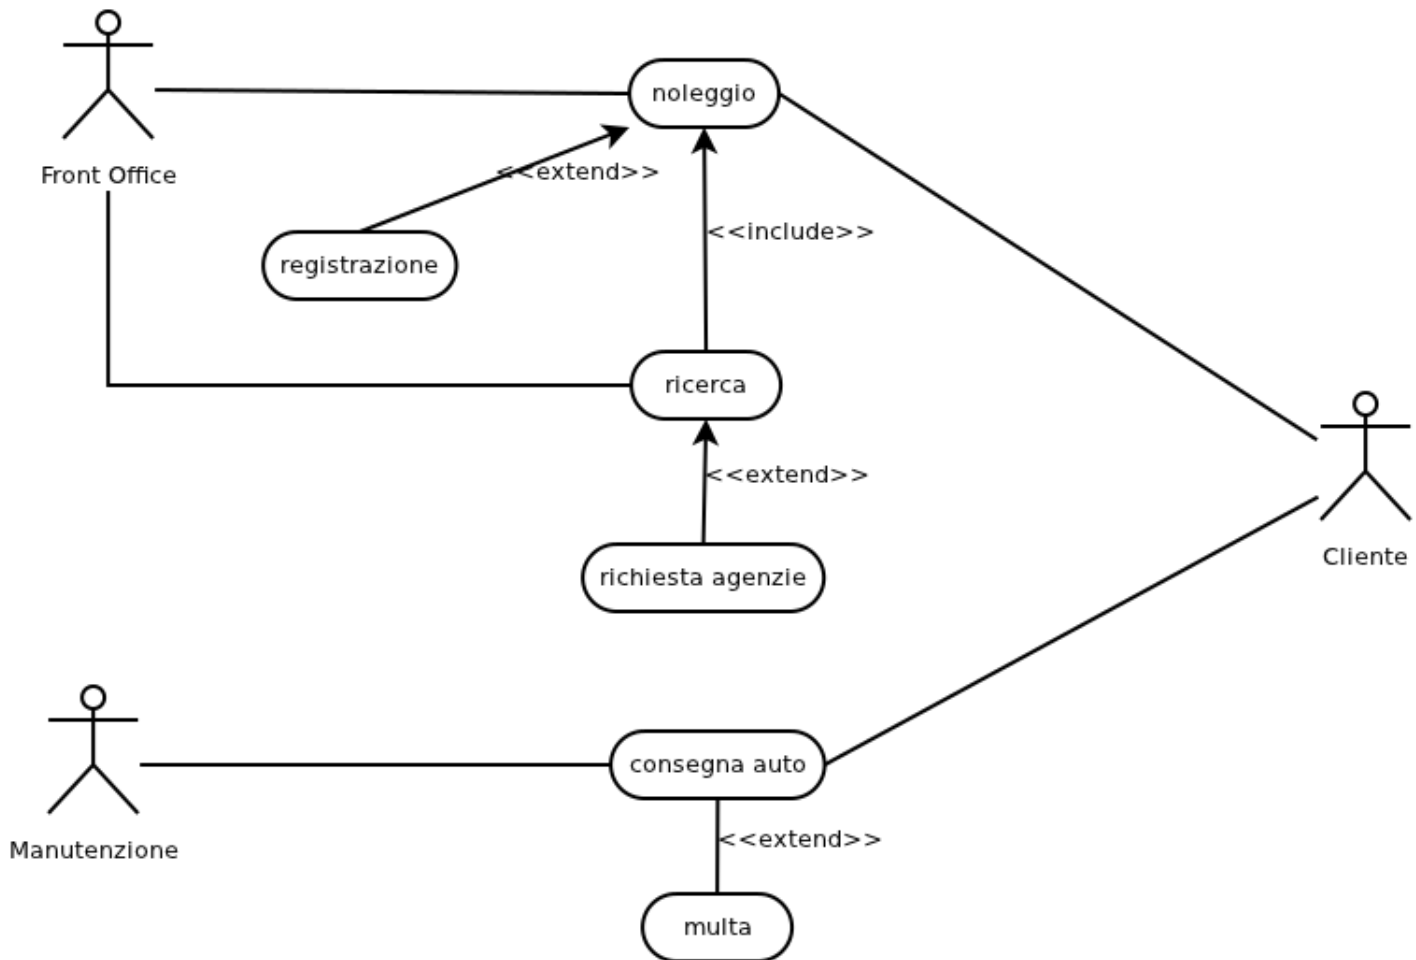 noleggio
Front Office
<<extend>>
<<include>>
registrazione
ricerca
<<extend>>
Cliente
richiesta agenzie
consegna auto
Manutenzione
<<extend>>
multa